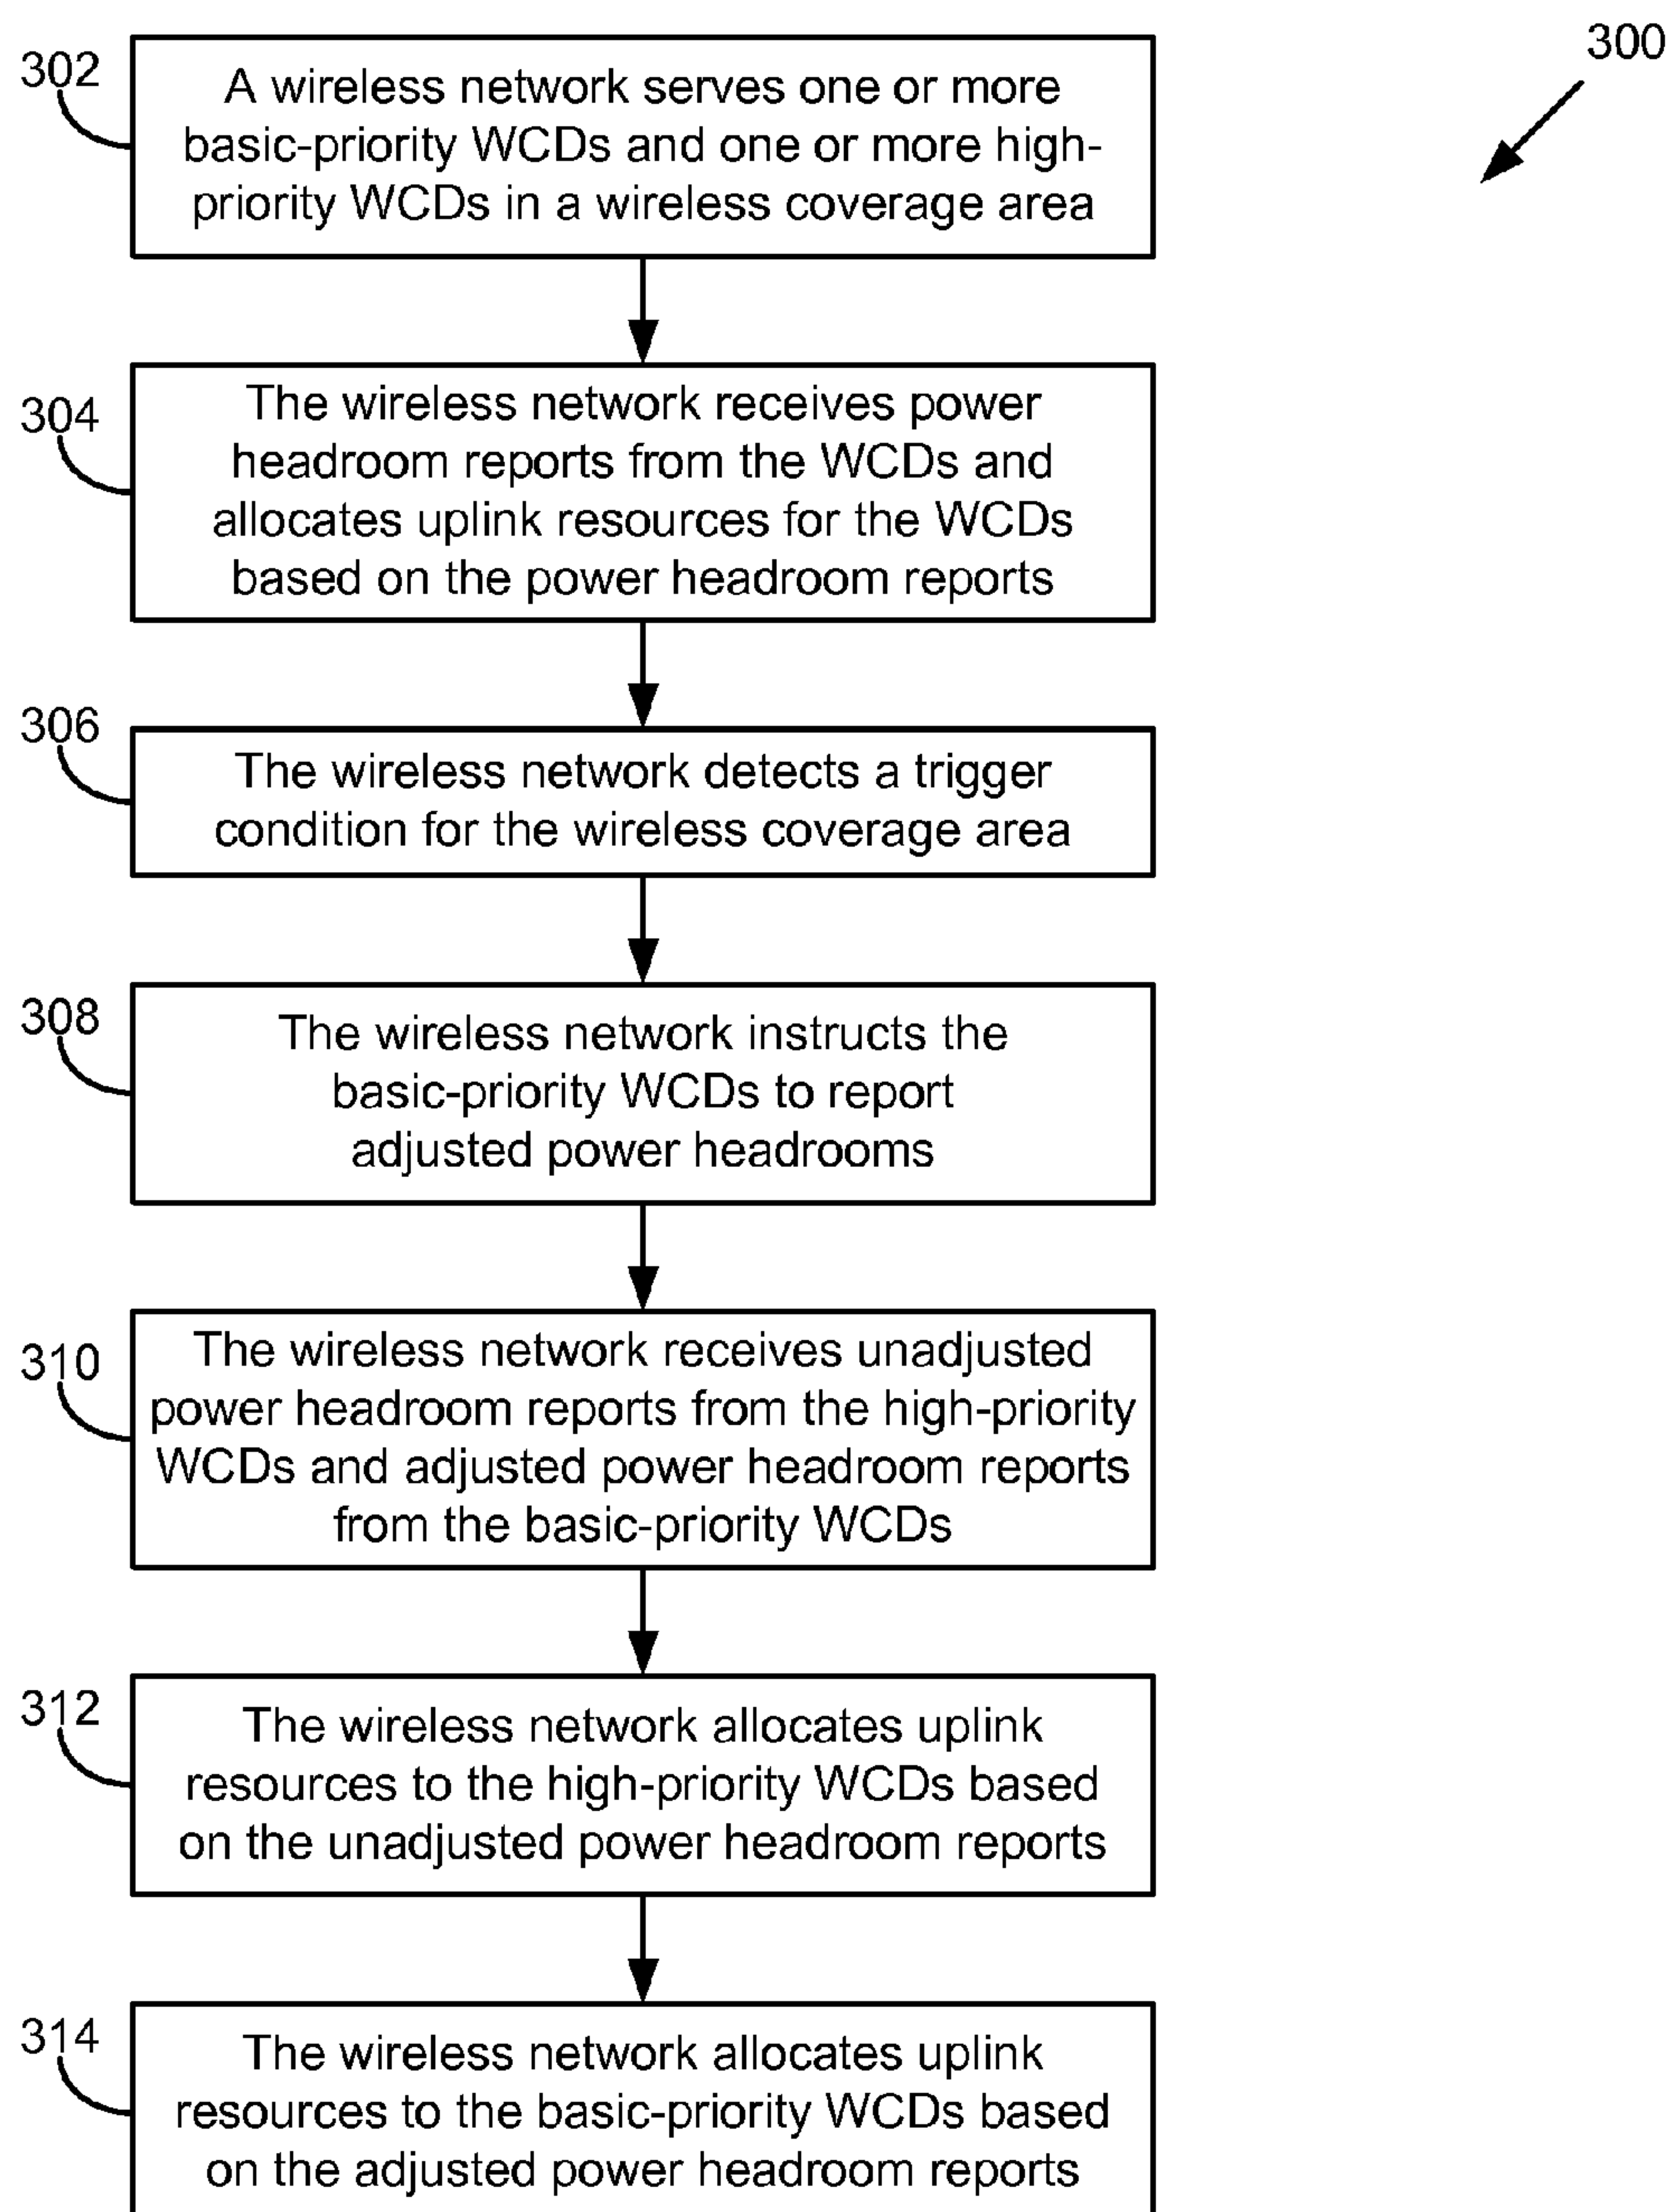 300
302
A wireless network serves one or more
basic-priority WCDs and one or more high-
priority WCDs in a wireless coverage area
304
The wireless network receives power
headroom reports from the WCDs and
allocates uplink resources for the WCDs
based on the power headroom reports
306
The wireless network detects a trigger
condition for the wireless coverage area
308
The wireless network instructs the
basic-priority WCDs to report
adjusted power headrooms
310
The wireless network receives unadjusted
power headroom reports from the high-priority
WCDs and adjusted power headroom reports
from the basic-priority WCDs
312
The wireless network allocates uplink
resources to the high-priority WCDs based
on the unadjusted power headroom reports
314
The wireless network allocates uplink
resources to the basic-priority WCDs based
on the adjusted power headroom reports